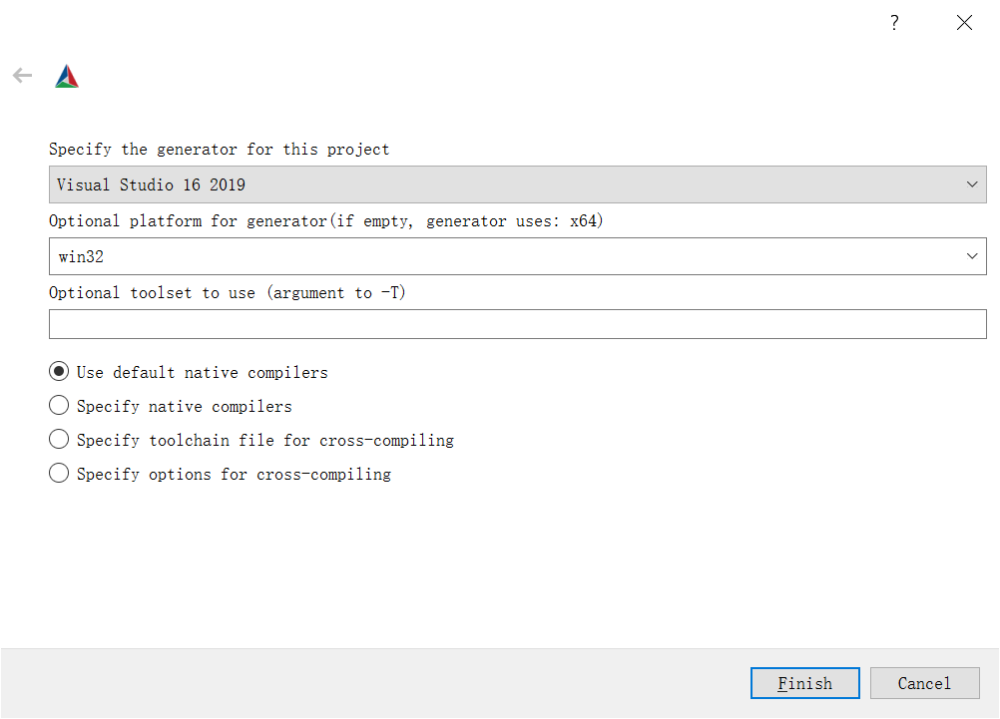 ?
Specify the generator for this project
Visual Studio 16 2019
Optional platform for generator(if empty, generator uses: x64)
win32
Optional toolset to use (argument to -T)
Use default native compilers
Specify native compilers
Specify toolchain file for cross-compiling
Specify options for cross-compiling
Finish
Cancel